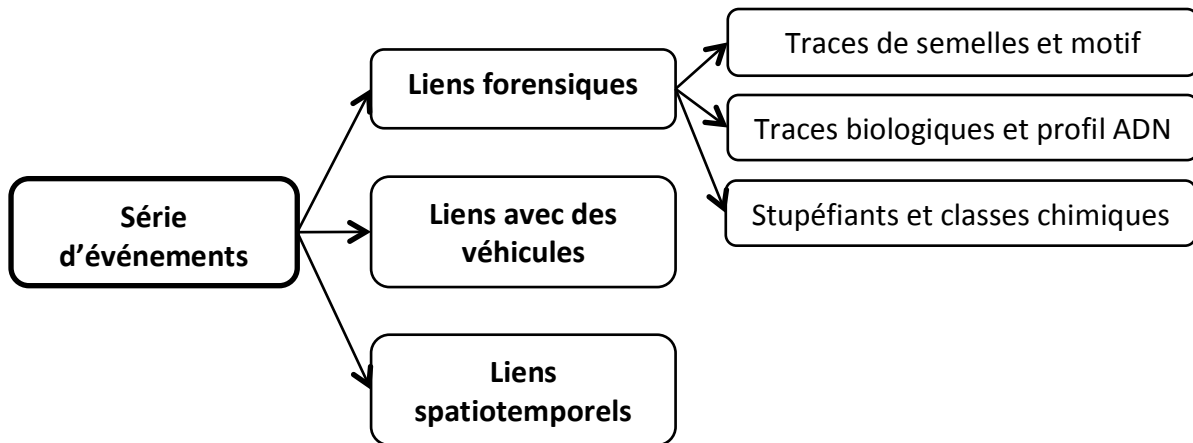 Série
d’événements
Liens forensiques
Liens avec des
véhicules
Liens
spatiotemporels
Traces de semelles et motif
Traces biologiques et profil ADN
Stupéfiants et classes chimiques